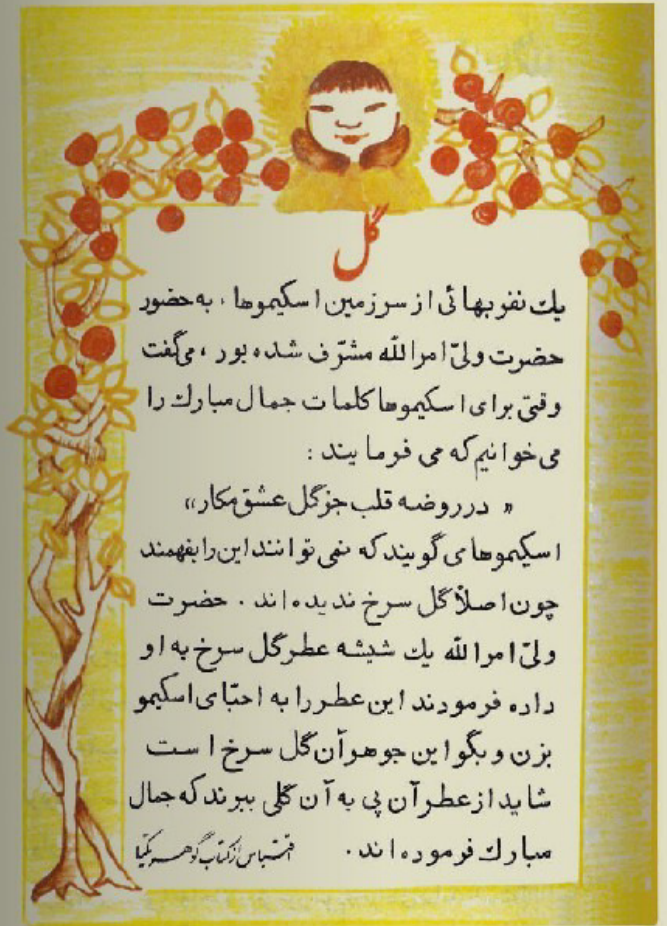 گل
یک نفر بهائی از سرزمین اسکیموها ، به حضور
حضرت ولیّ امرالله مشرّف شده بود ، میگفت
وقتی برای اسکیموها کلمات جمال مبارک را
می خوانیم که می فرمایند :
« در روضه قلب جز گل عشق مکار»
اسکیموها می گویند که نمی توانند این را بفهمند
چون اصلاً گل سرخ ندیده اند . حضرت
ولیّ امرالله یک شیشه عطر گل سرخ به او
داده فرمودند این عطر را به احبّای اسکیمو
بزن و بگو این جوهر آن گل سرخ است
شاید از عطر آن پی به آن گلی ببرند که جمال
مبارک فرموده اند .
اقتباس از کتاب گوهر یکتا